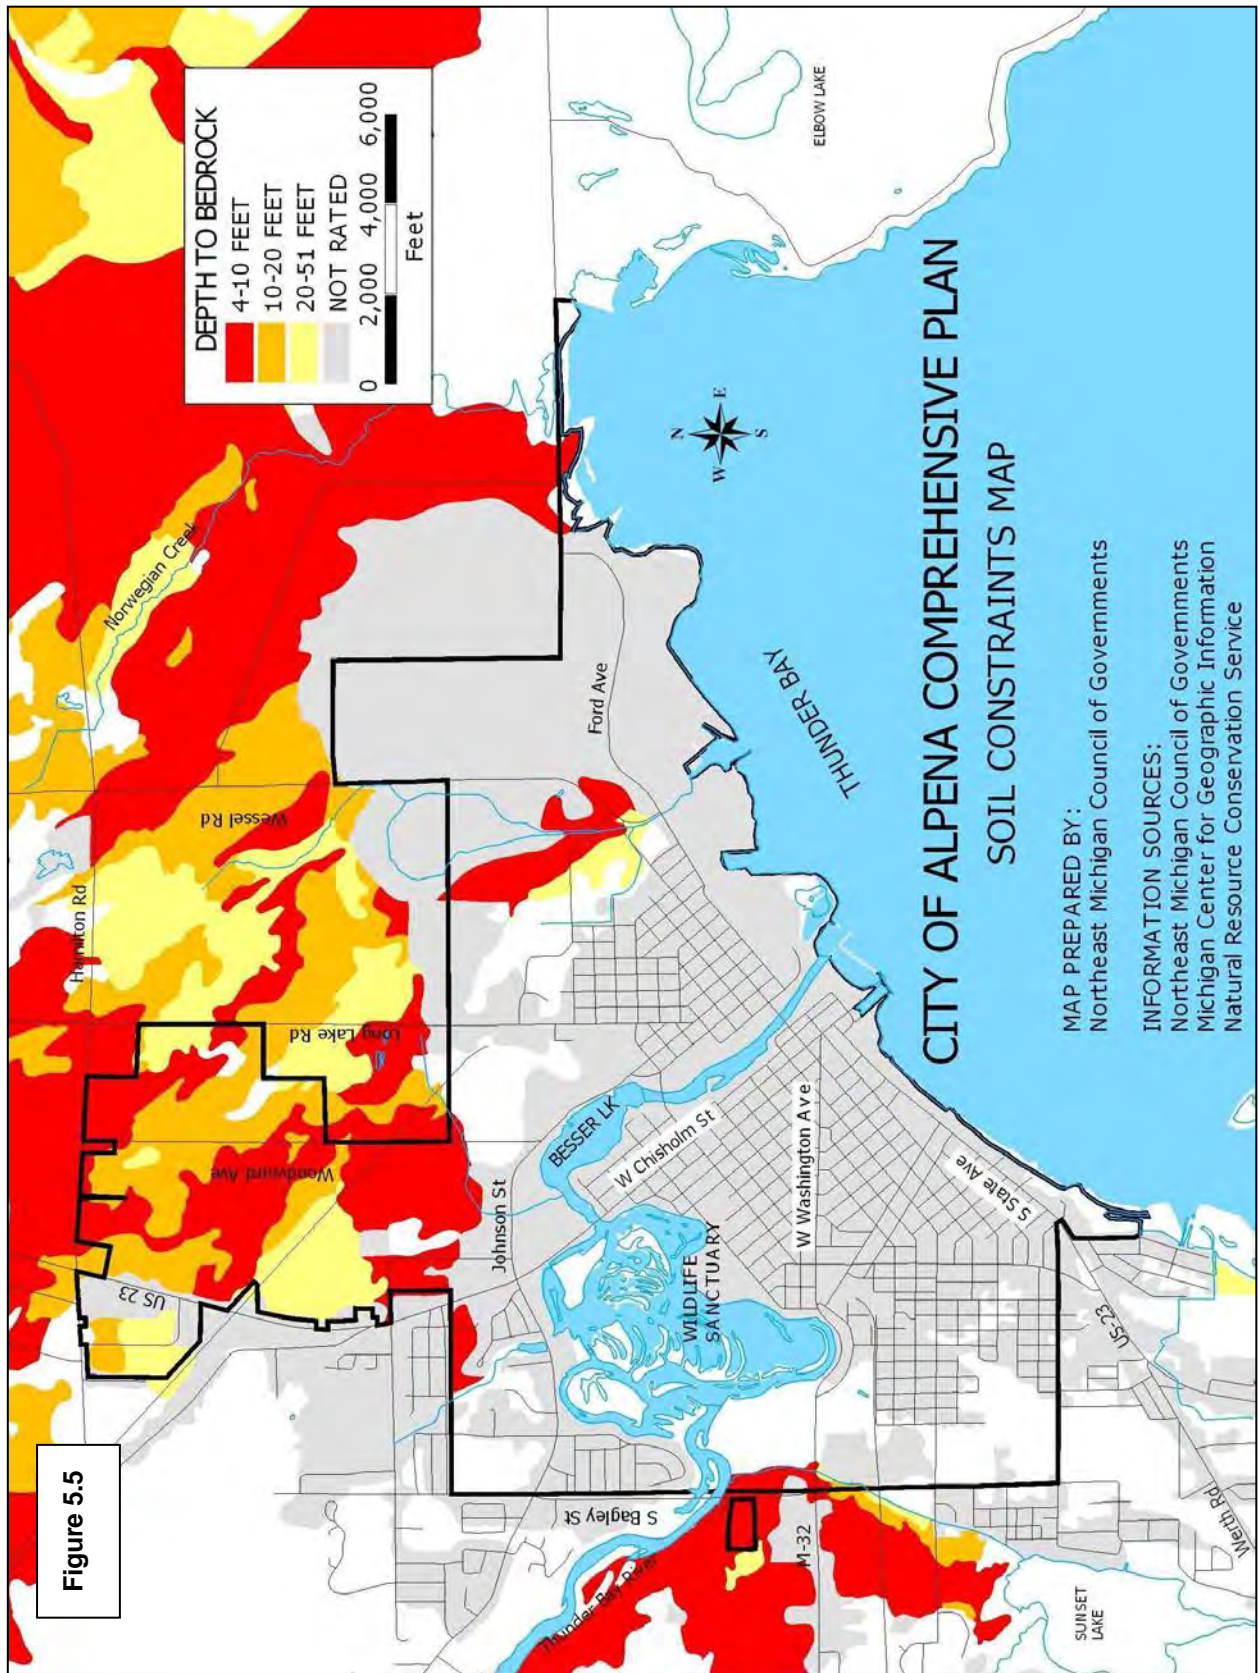 Figure 5.5
DEPTH TO BEDROCK
4-10 FEET
10-20 FEET
20-51 FEET
NOT RATED
0 2,000 4,000 6,000
Feet
Norwegian Creek
Hamilton Rd
Wessel Rd
Long Lake Rd
Woodward Ave
US 23
Johnson St
Ford Ave
ELBOW LAKE
BESSER LK
W Chisholm St
WILDLIFE
SANCTUARY
W Washington Ave
S State Ave
US-23
Werth Rd
S Bagley St
M-32
Thunder Bay River
SUNSET
LAKE
THUNDER BAY
N
W E
S
CITY OF ALPENA COMPREHENSIVE PLAN
SOIL CONSTRAINTS MAP
MAP PREPARED BY:
Northeast Michigan Council of Governments
INFORMATION SOURCES:
Northeast Michigan Council of Governments
Michigan Center for Geographic Information
Natural Resource Conservation Service